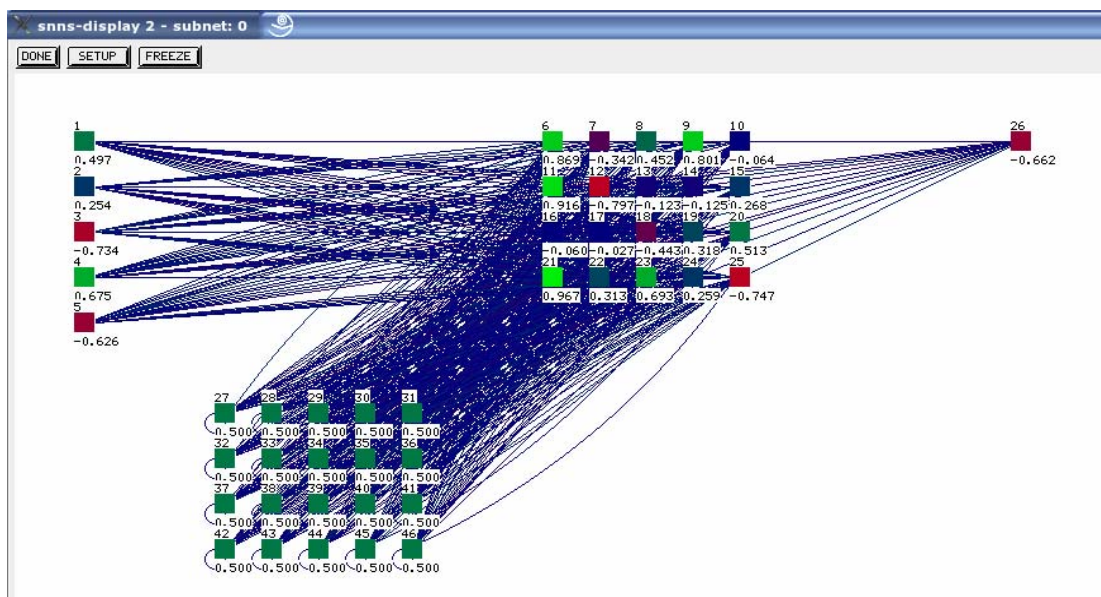 snns-display 2 - subnet: 0
DONE SETUP FREEZE
1 6 7 8 9 10 26
0.497 0.869 -0.342 0.452 0.801 -0.064 -0.662
2 11 12 13 14 15
0.254 0.916 -0.797 -0.123 -0.125 0.268
3 16 17 18 19 20
-0.734 -0.060 -0.027 -0.443 0.318 0.513
4 21 22 23 24 25
0.675 0.967 0.313 0.693 0.259 -0.747
5
-0.626
27 28 29 30 31
0.500 0.500 0.500 0.500 0.500
32 33 34 35 36
0.500 0.500 0.500 0.500 0.500
37 38 39 40 41
0.500 0.500 0.500 0.500 0.500
42 43 44 45 46
0.500 0.500 0.500 0.500 0.500